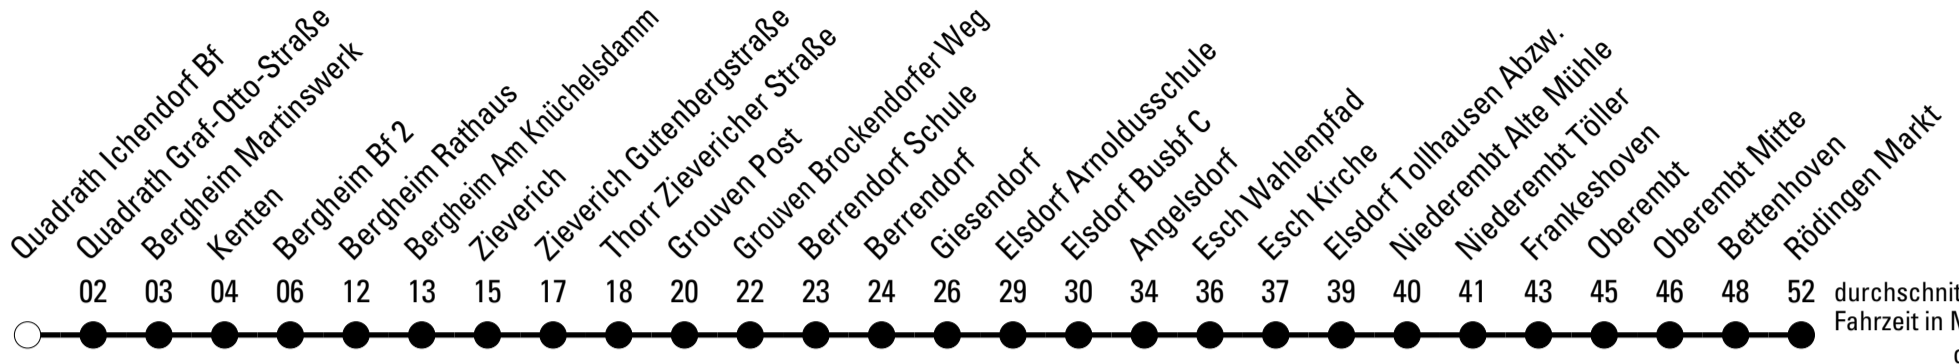 Quadrath Ichendorf Bf
Quadrath Graf-Otto-Straße
Bergheim Martinswerk
Kenten
Bergheim Bf 2
Bergheim Rathaus
Bergheim Am Knüchelsdamm
Zieverich
Zieverich Gutenbergstraße
Thorr Zievericher Straße
Grouven Post
Grouven Brockendorfer Weg
Berrendorf Schule
Berrendorf
Giesendorf
Elsdorf Arnoldusschule
Elsdorf Busbf C
Angelsdorf
Esch Wahlenpfad
Esch Kirche
Elsdorf Tollhausen Abzw.
Niederembt Alte Mühle
Niederembt Töller
Frankeshoven
Oberembt
Oberembt Mitte
Bettenhoven
Rödingen Markt
02 03 04 06 12 13 15 17 18 20 22 23 24 26 29 30 34 36 37 39 40 41 43 45 46 48 52 durchschnit
Fahrzeit in M